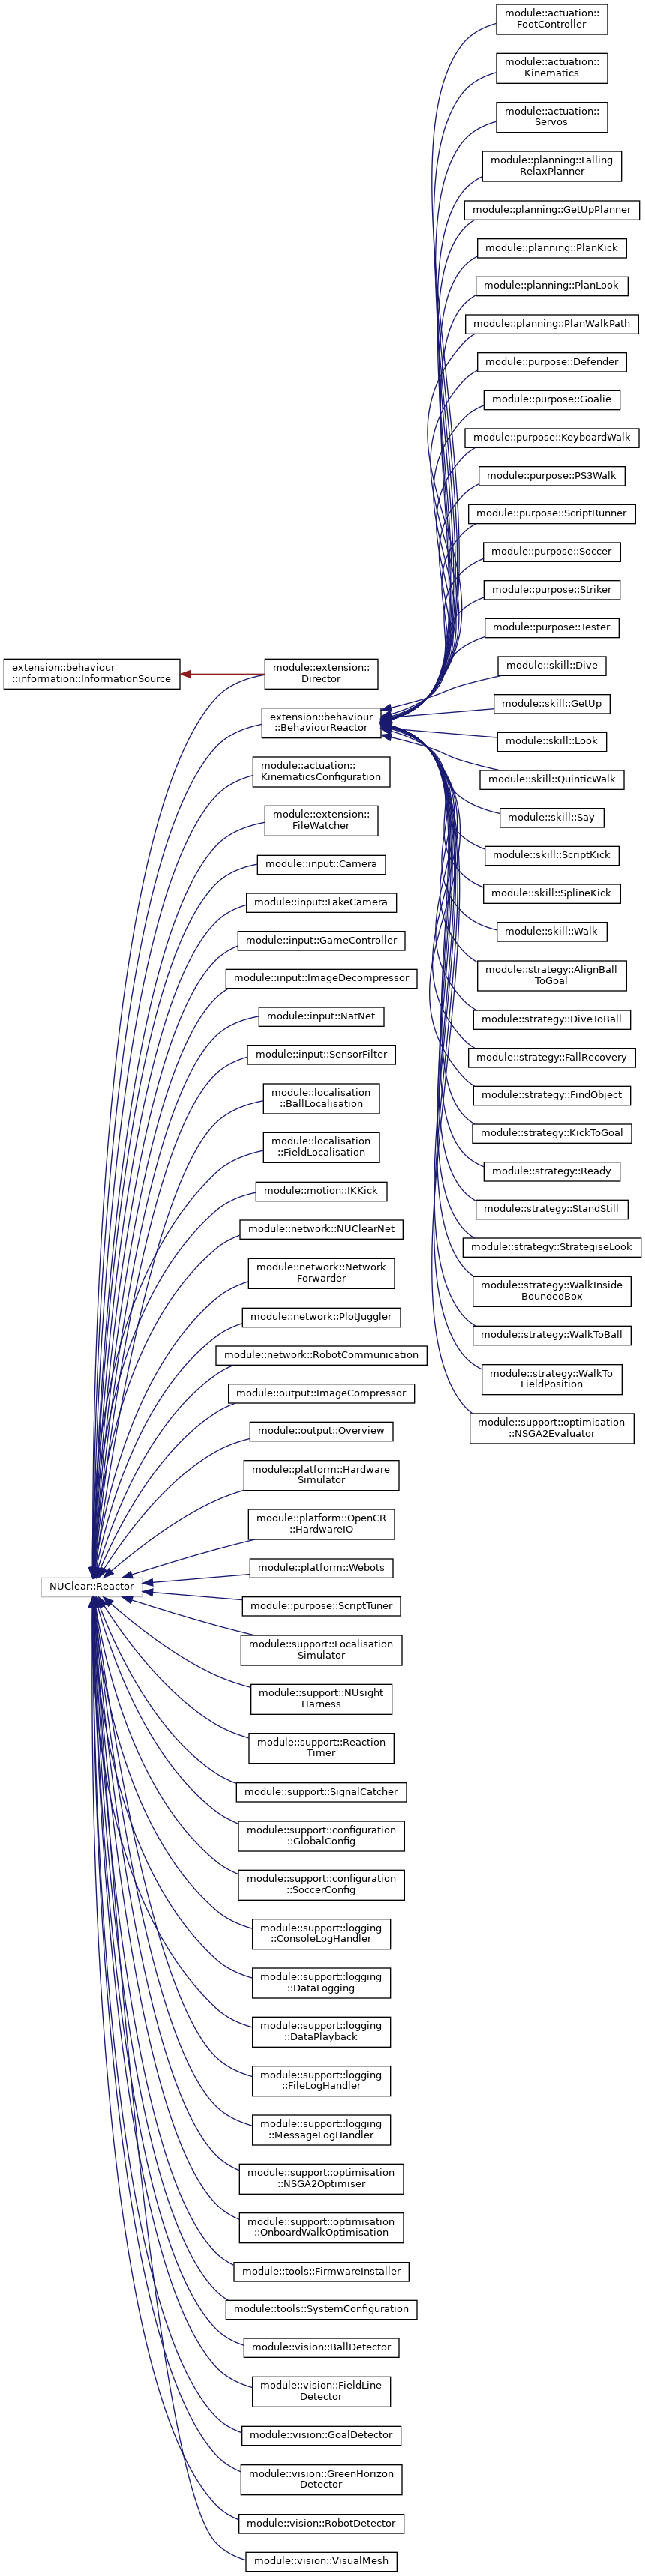 module::actuation::
FootController
module::actuation::
Kinematics
module::actuation::
Servos
module::planning::Falling
RelaxPlanner
module::planning::GetUpPlanner
module::planning::PlanKick
module::planning::PlanLook
module::planning::PlanWalkPath
module::purpose::Defender
module::purpose::Goalie
module::purpose::KeyboardWalk
module::purpose::PS3Walk
module::purpose::ScriptRunner
module::purpose::Soccer
module::purpose::Striker
module::purpose::Tester
module::skill::Dive
module::skill::GetUp
module::skill::Look
module::skill::QuinticWalk
module::skill::Say
module::skill::ScriptKick
module::skill::SplineKick
module::skill::Walk
module::strategy::AlignBall
ToGoal
module::strategy::DiveToBall
module::strategy::FallRecovery
module::strategy::FindObject
module::strategy::KickToGoal
module::strategy::Ready
module::strategy::StandStill
module::strategy::StrategiseLook
module::strategy::WalkInside
BoundedBox
module::strategy::WalkToBall
module::strategy::WalkTo
FieldPosition
module::support::optimisation
::NSGA2Evaluator
extension::behaviour
::information::InformationSource
module::extension::
Director
extension::behaviour
::BehaviourReactor
module::actuation::
KinematicsConfiguration
module::extension::
FileWatcher
module::input::Camera
module::input::FakeCamera
module::input::GameController
module::input::ImageDecompressor
module::input::NatNet
module::input::SensorFilter
module::localisation
::BallLocalisation
module::localisation
::FieldLocalisation
module::motion::IKKick
module::network::NUClearNet
module::network::Network
Forwarder
module::network::PlotJuggler
module::network::RobotCommunication
module::output::ImageCompressor
module::output::Overview
module::platform::Hardware
Simulator
module::platform::OpenCR
::HardwareIO
module::platform::Webots
NUClear::Reactor
module::purpose::ScriptTuner
module::support::Localisation
Simulator
module::support::NUsight
Harness
module::support::Reaction
Timer
module::support::SignalCatcher
module::support::configuration
::GlobalConfig
module::support::configuration
::SoccerConfig
module::support::logging
::ConsoleLogHandler
module::support::logging
::DataLogging
module::support::logging
::DataPlayback
module::support::logging
::FileLogHandler
module::support::logging
::MessageLogHandler
module::support::optimisation
::NSGA2Optimiser
module::support::optimisation
::OnboardWalkOptimisation
module::tools::FirmwareInstaller
module::tools::SystemConfiguration
module::vision::BallDetector
module::vision::FieldLine
Detector
module::vision::GoalDetector
module::vision::GreenHorizon
Detector
module::vision::RobotDetector
module::vision::VisualMesh